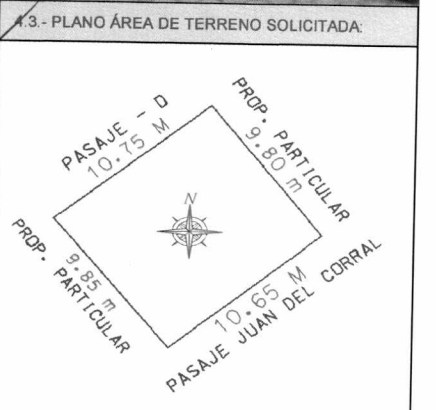 4.3.- PLANO ÁREA DE TERRENO SOLICITADA:
PASAJE - D
10.75 M
PROP. PARTICULAR
9.80 m
N
PROP. PARTICULAR
9.85 m
10.65 M
PASAJE JUAN DEL CORRAL